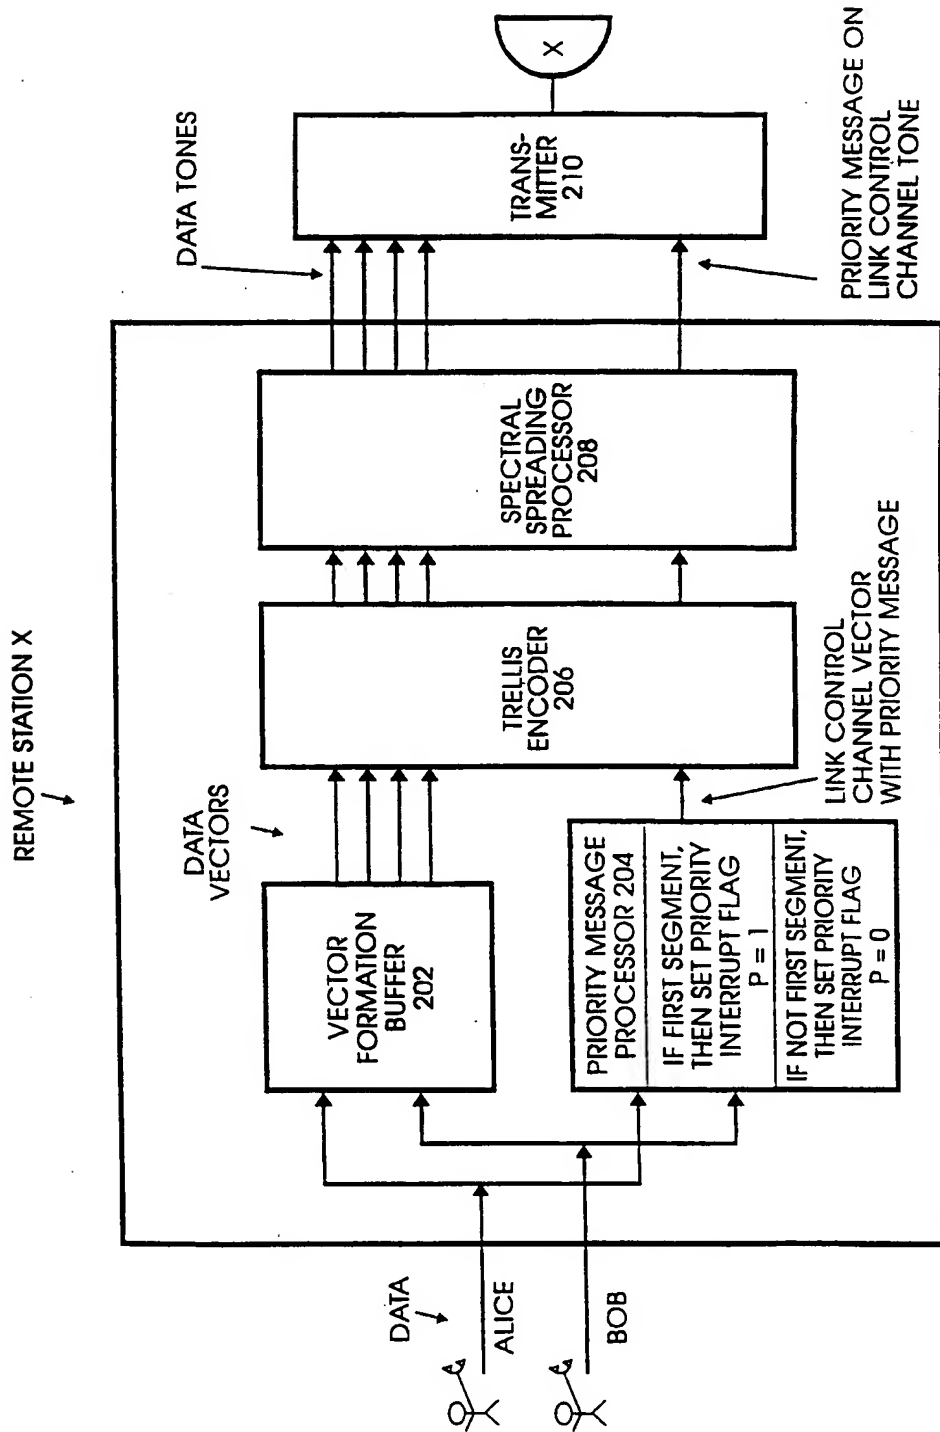 REMOTE STATION X
DATA
ALICE
BOB
VECTOR
FORMATION
BUFFER
202
DATA
VECTORS
PRIORITY MESSAGE
PROCESSOR 204
IF FIRST SEGMENT,
THEN SET PRIORITY
INTERRUPT FLAG
P = 1
IF NOT FIRST SEGMENT,
THEN SET PRIORITY
INTERRUPT FLAG
P = 0
LINK CONTROL
CHANNEL VECTOR
WITH PRIORITY MESSAGE
TRELLIS
ENCODER
206
SPECTRAL
SPREADING
PROCESSOR
208
DATA TONES
TRANS-
MITTER
210
X
PRIORITY MESSAGE ON
LINK CONTROL
CHANNEL TONE